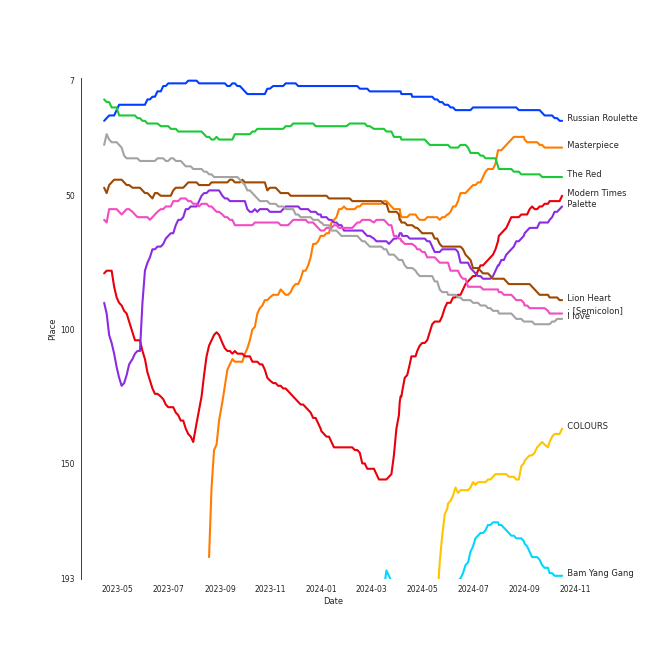 7
50
100
150
193
Place
2023-05
2023-07
2023-09
2023-11
2024-01
2024-03
2024-05
2024-07
2024-09
2024-11
Date
Russian Roulette
Masterpiece
The Red
Modern Times
Palette
Lion Heart
; [Semicolon]
I love
COLOURS
Bam Yang Gang